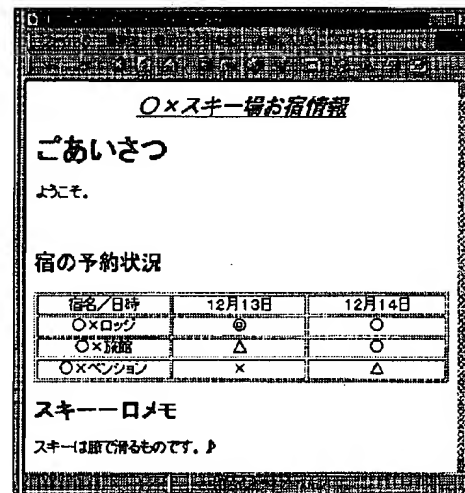 〇×スキー場お宿情報
ごあいさつ
ようこそ。
宿の予約状況
宿名／日時 12月13日 12月14日
〇×ロッジ ◎ 〇
〇×旅館 △ 〇
〇×ペンション × △
スキー一口メモ
スキーは膝で滑るものです。♪